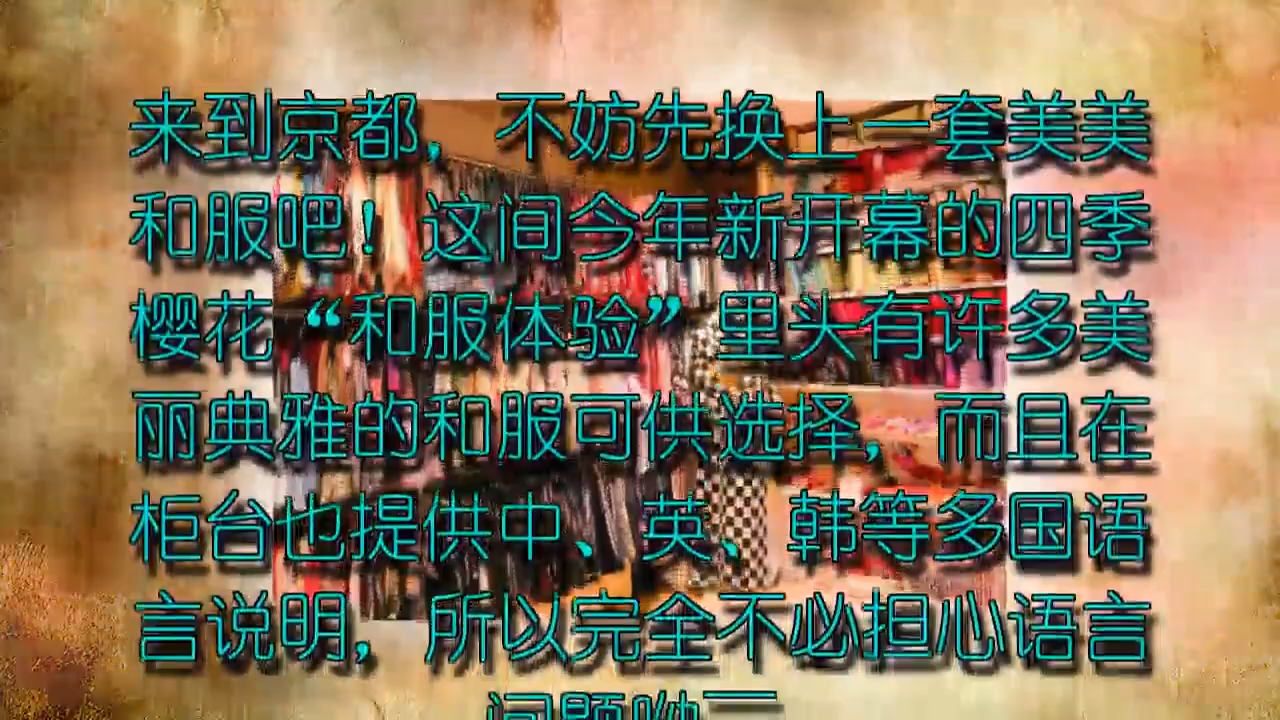 来到京都，不妨先换上一套美美
和服吧！这间今年新开幕的四季
樱花“和服体验”里头有许多美
丽典雅的和服可供选择，而且在
柜台也提供中、英、韩等多国语
言说明，所以完全不必担心语言
问题呦